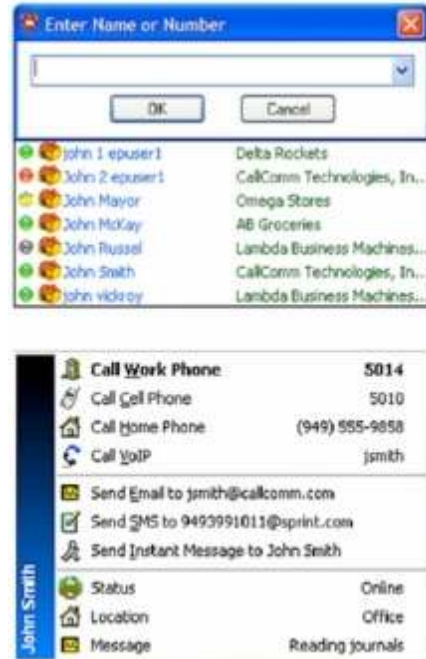 Enter Name or Number
OK Cancel
john 1 epuser1 Delta Rockets
John 2 epuser1 CallComm Technologies, In...
John Mayor Omega Stores
John McKay AB Groceries
John Russel Lambda Business Machines...
John Smith CallComm Technologies, In...
john vickroy Lambda Business Machines...
Call Work Phone 5014
Call Cell Phone 5010
Call Home Phone (949) 555-9858
Call VoIP jsmith
Send Email to jsmith@callcomm.com
Send SMS to 9493991011@sprint.com
Send Instant Message to John Smith
Status Online
Location Office
Message Reading journals
John Smith